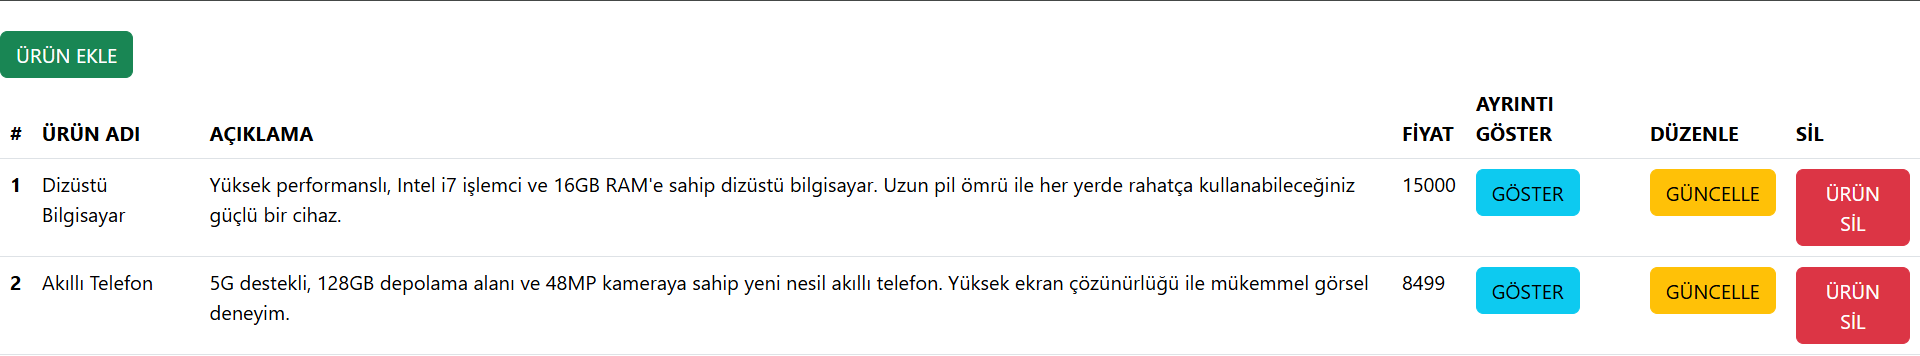 ÜRÜN EKLE
# ÜRÜN ADI AÇIKLAMA FİYAT AYRINTI GÖSTER DÜZENLE SİL
1 Dizüstü Bilgisayar Yüksek performanslı, Intel i7 işlemci ve 16GB RAM'e sahip dizüstü bilgisayar. Uzun pil ömrü ile her yerde rahatça kullanabileceğiniz
güçlü bir cihaz. 15000 GÖSTER GÜNCELLE ÜRÜN SİL
2 Akıllı Telefon 5G destekli, 128GB depolama alanı ve 48MP kameraya sahip yeni nesil akıllı telefon. Yüksek ekran çözünürlüğü ile mükemmel görsel
deneyim. 8499 GÖSTER GÜNCELLE ÜRÜN SİL